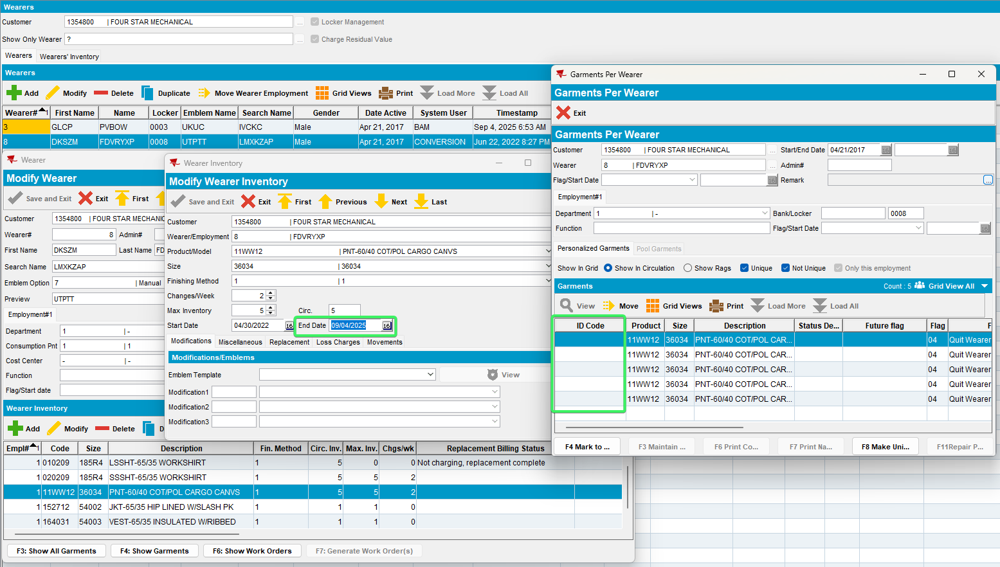 Wearers
Customer 1354800 | FOUR STAR MECHANICAL ... Locker Management
Show Only Wearer ? ... Charge Residual Value
Wearers Wearers' Inventory
Wearers
Add Modify Delete Duplicate Move Wearer Employment Grid Views Print Load More Load All
Wearer# 1 First Name Name Locker Emblem Name Search Name Gender Date Active System User Timestamp
3 GLCP PVBOW 0003 UKUC IVCKC Male Apr 21, 2017 BAM Sep 4, 2025 6:53 AM
8 DKSZM FDVRYXP 0008 UTPTT LMXKZAP Male Apr 21, 2017 CONVERSION Jun 22, 2022 8:27 PM
Wearer
Modify Wearer
Save and Exit Exit First
Customer 1354800 | FOUR STAR MECHANIC
Wearer# 8 Admin#
First Name DKSZM Last Name FD
Search Name LMXKZAP
Emblem Option 7 | Manual
Preview UTPTT
Employment#1
Department 1 | -
Consumption Pnt 1 | 1
Cost Center - | -
Function
Flag/Start date
Wearer Inventory
Add Modify Delete D
Empl# 1 Code Size Description Fin. Method Circ. Inv. Max. Inv. Chgs/wk Replacement Billing Status
1 010209 185R4 LSSHT-65/35 WORKSHIRT 1 5 0 0 Not charging, replacement complete
1 020209 185R4 SSSHT-65/35 WORKSHIRT 1 5 5 2
1 11WW12 36034 PNT-60/40 COT/POL CARGO CANVS 1 5 5 2
1 152712 54002 JKT-65/35 HIP LINED W/SLASH PK 1 1 1 0
1 164031 54003 VEST-65/35 INSULATED W/RIBBED 1 1 1 0
F3: Show All Garments F4: Show Garments F6: Show Work Orders F7: Generate Work Order(s)
Wearer Inventory
Modify Wearer Inventory
Save and Exit Exit First Previous Next Last
Customer 1354800 | FOUR STAR MECHANICAL
Wearer/Employment 8 | FDVRYXP
Product/Model 11WW12 | PNT-60/40 COT/POL CARGO CANVS
Size 36034 | 36034
Finishing Method 1 | 1
Changes/Week 2
Max Inventory 5 Circ. 5
Start Date 04/30/2022 16 End Date 09/04/2025 16
Modifications Miscellaneous Replacement Loss Charges Movements
Modifications/Emblems
Emblem Template View
Modification1
Modification2
Modification3
Garments Per Wearer
Garments Per Wearer
Exit
Garments Per Wearer
Customer 1354800 | FOUR STAR MECHANICAL ... Start/End Date 04/21/2017 16 16
Wearer 8 | FDVRYXP ... Admin#
Flag/Start Date 16 Remark ...
Employment#1
Department 1 | - Bank/Locker 0008
Function Flag/Start Date 16
Personalized Garments Pool Garments
Show In Grid Show In Circulation Show Rags Unique Not Unique Only this employment
Garments Count : 5 Grid View All
View Move Grid Views Print Load More Load All
ID Code Product Size Description Status De... Future flag Flag F
11WW12 36034 PNT-60/40 COT/POL CAR... 04 Quit Wearer
11WW12 36034 PNT-60/40 COT/POL CAR... 04 Quit Wearer
11WW12 36034 PNT-60/40 COT/POL CAR... 04 Quit Wearer
11WW12 36034 PNT-60/40 COT/POL CAR... 04 Quit Wearer
11WW12 36034 PNT-60/40 COT/POL CAR... 04 Quit Wearer
F4 Mark to ... F3 Maintain ... F6 Print Co... F7 Print Na... F8 Make Uni... F11Repair P...